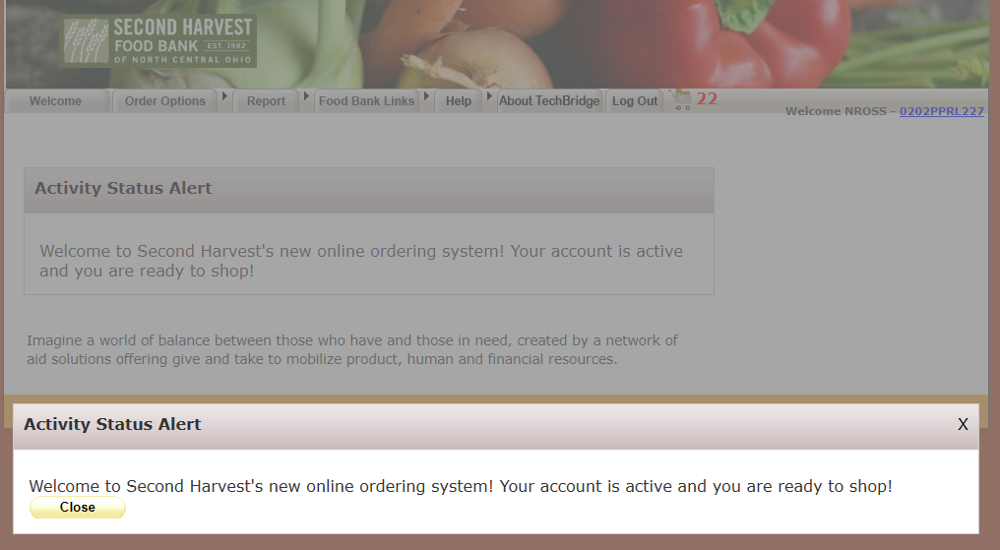 SECOND HARVEST
FOOD BANK EST. 1982
OF NORTH CENTRAL OHIO
Welcome Order Options Report Food Bank Links Help About TechBridge Log Out 22
Welcome NROSS - 0202PPRL227
Activity Status Alert
Welcome to Second Harvest's new online ordering system! Your account is active
and you are ready to shop!
Imagine a world of balance between those who have and those in need, created by a network of
aid solutions offering give and take to mobilize product, human and financial resources.
Activity Status Alert X
Welcome to Second Harvest's new online ordering system! Your account is active and you are ready to shop!
Close